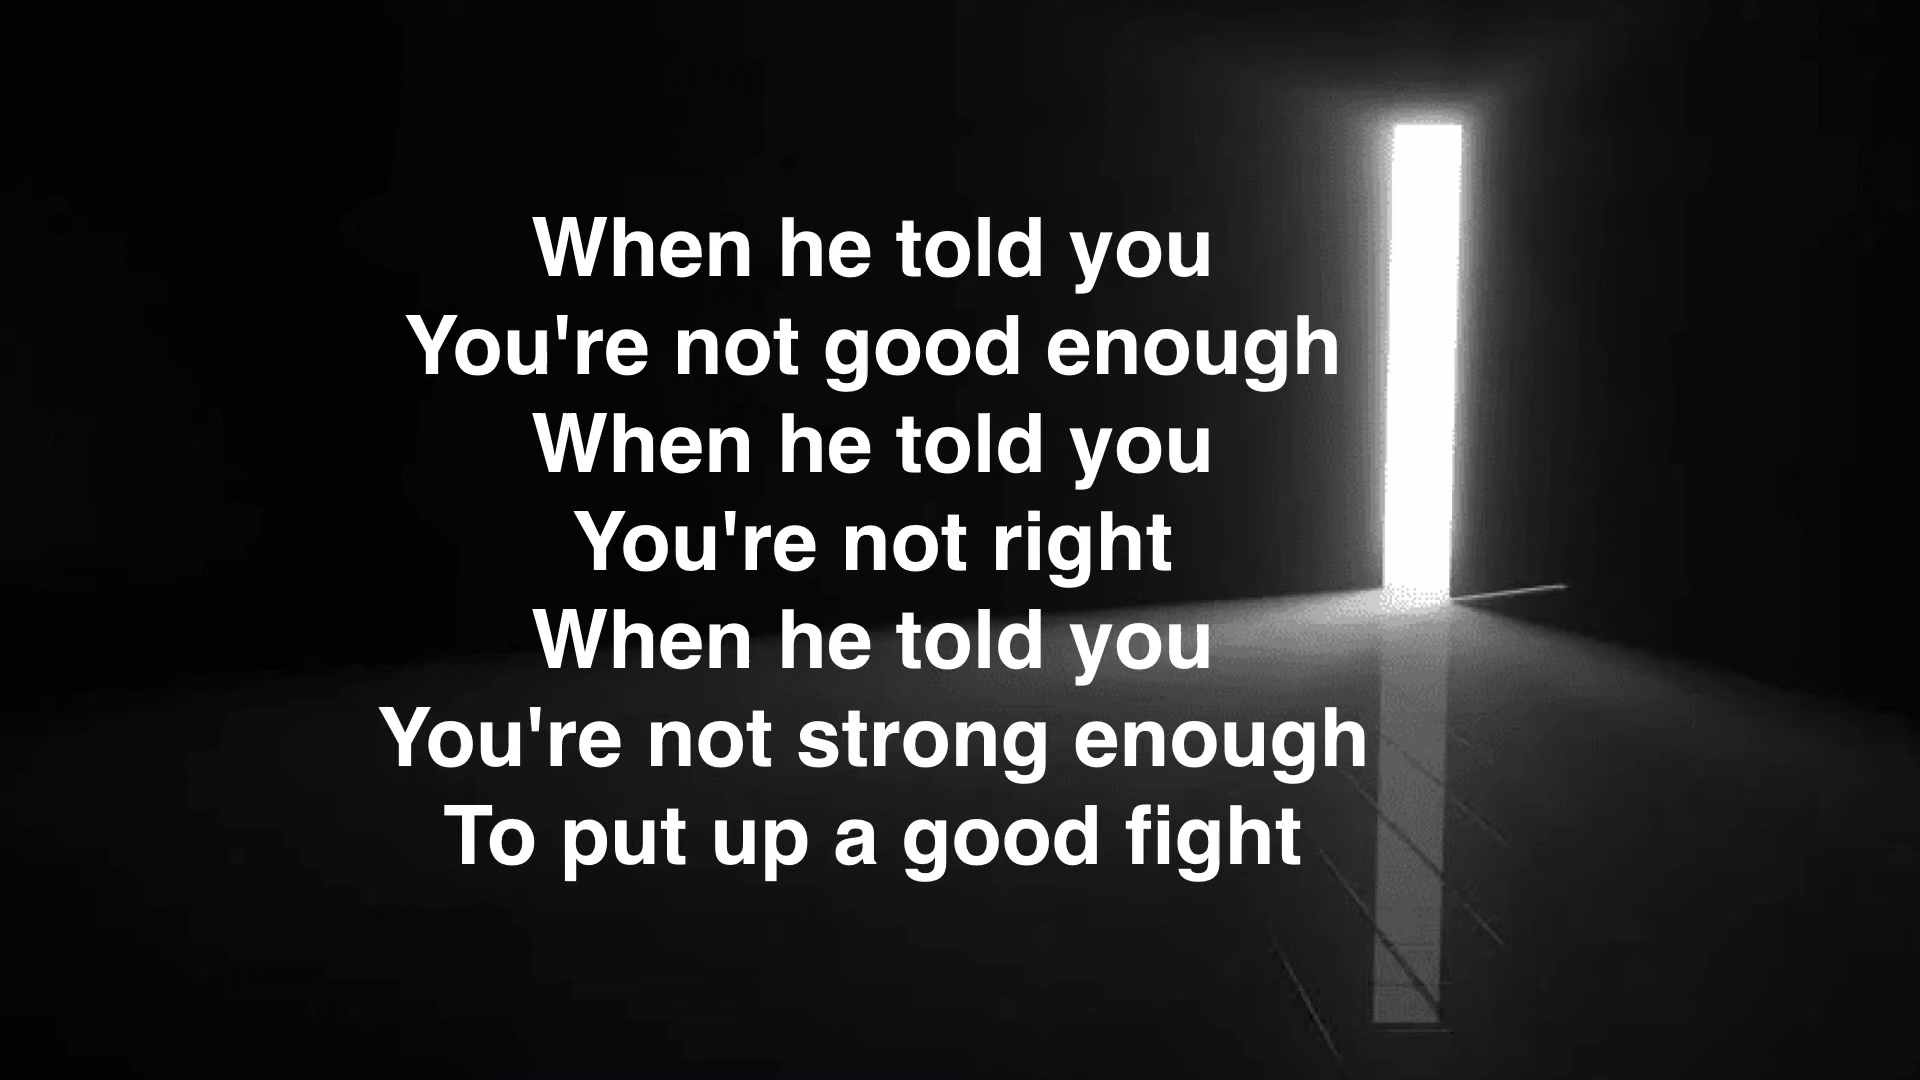 When he told you
You're not good enough
When he told you
You're not right
When he told you
You're not strong enough
To put up a good fight